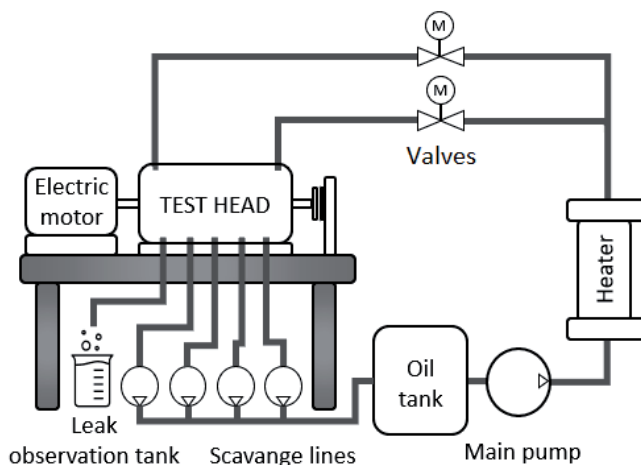 M
M
Valves
Electric
motor
TEST HEAD
Heater
Oil
tank
Leak
observation tank
Scavange lines
Main pump